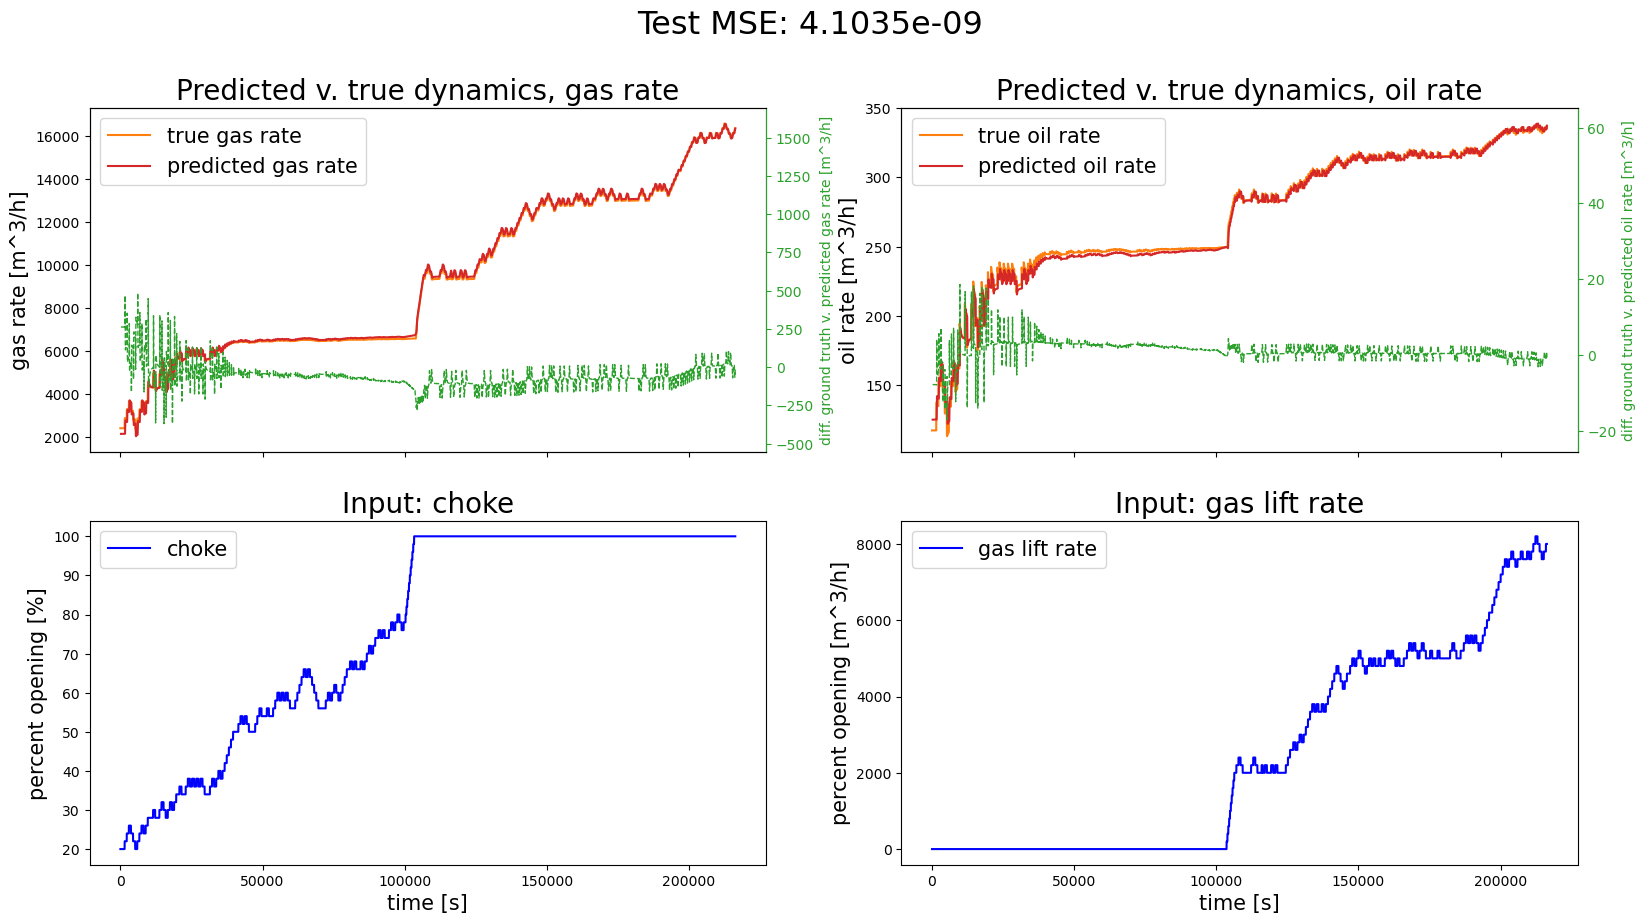 Test MSE: 4.1035e-09
Predicted v. true dynamics, gas rate
true gas rate
predicted gas rate
gas rate [m^3/h]
16000
14000
12000
10000
8000
6000
4000
2000
1500
1250
1000
750
500
250
0
−250
−500
diff. ground truth v. predicted gas rate [m^3/h]
Predicted v. true dynamics, oil rate
true oil rate
predicted oil rate
oil rate [m^3/h]
350
300
250
200
150
60
40
20
0
−20
diff. ground truth v. predicted oil rate [m^3/h]
Input: choke
choke
percent opening [%]
100
90
80
70
60
50
40
30
20
0
50000
100000
150000
200000
time [s]
Input: gas lift rate
gas lift rate
percent opening [m^3/h]
8000
6000
4000
2000
0
0
50000
100000
150000
200000
time [s]